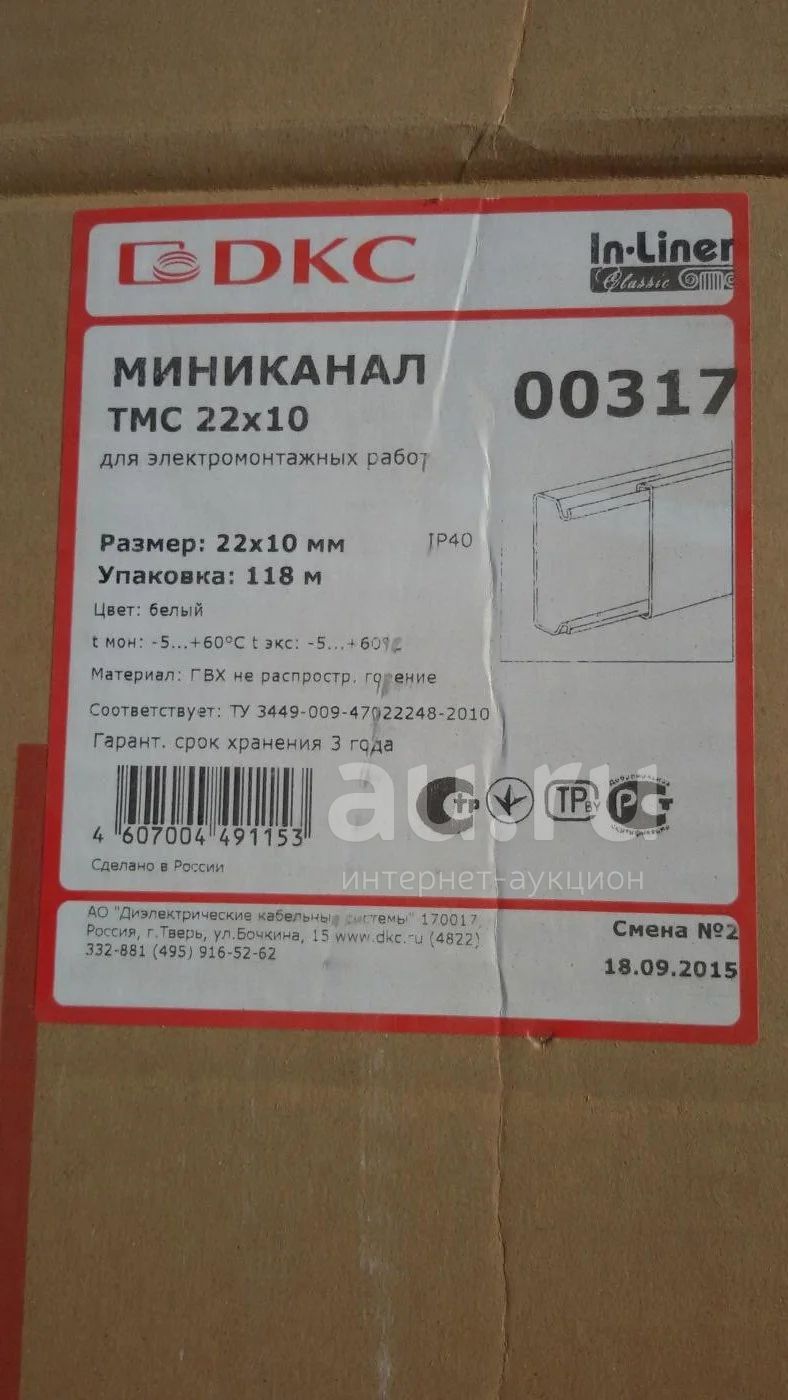 DKC
In-Liner
Classic
МИНИКАНАЛ
00317
TMC 22x10
для электромонтажных работ
Размер: 22x10 мм
IP40
Упаковка: 118 м
Цвет: белый
t мон: -5...+60°C t экс: -5...+60°C
Материал: ПВХ не распростр. горение
Соответствует: ТУ 3449-009-47022248-2010
Гарант. срок хранения 3 года
4 607004 491153
ТР BY
Сделано в России
au.ru
интернет-аукцион
АО "Диэлектрические кабельные системы" 170017,
Россия, г.Тверь, ул.Бочкина, 15 www.dkc.ru (4822)
332-881 (495) 916-52-62
Смена №2
18.09.2015